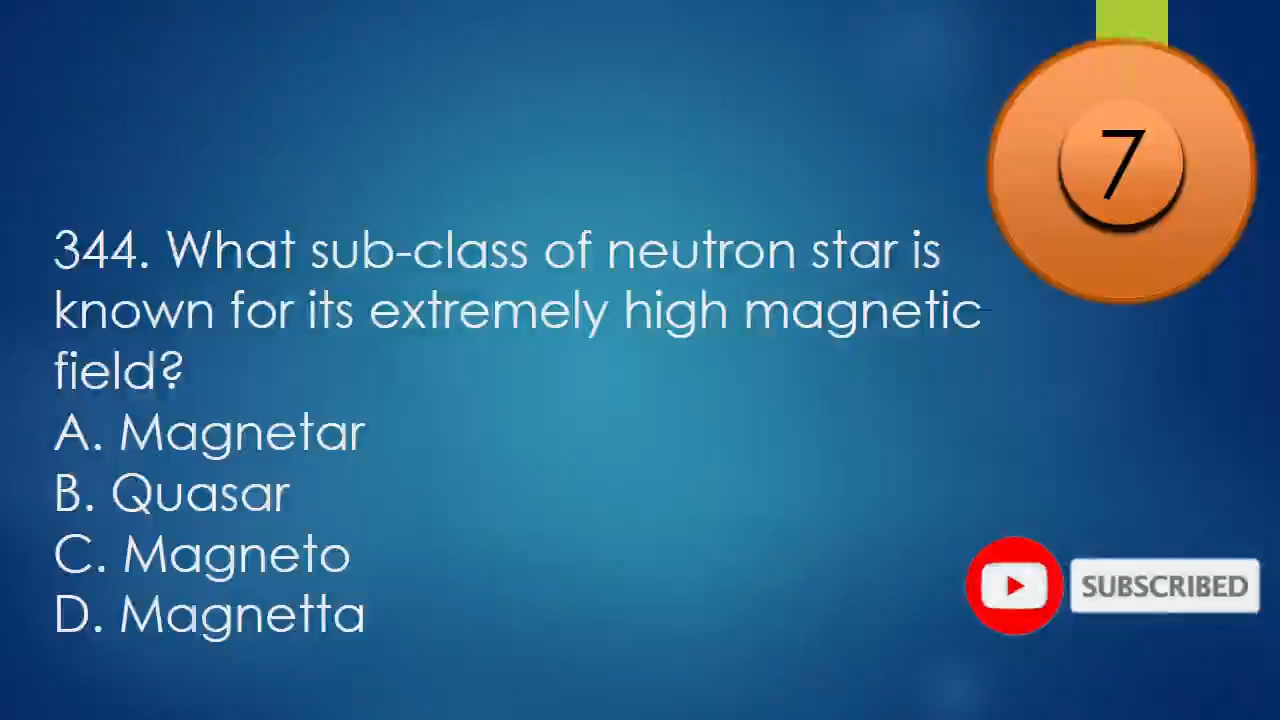 7
344. What sub-class of neutron star is
known for its extremely high magnetic
field?
A. Magnetar
B. Quasar
C. Magneto
D. Magnetta
SUBSCRIBED